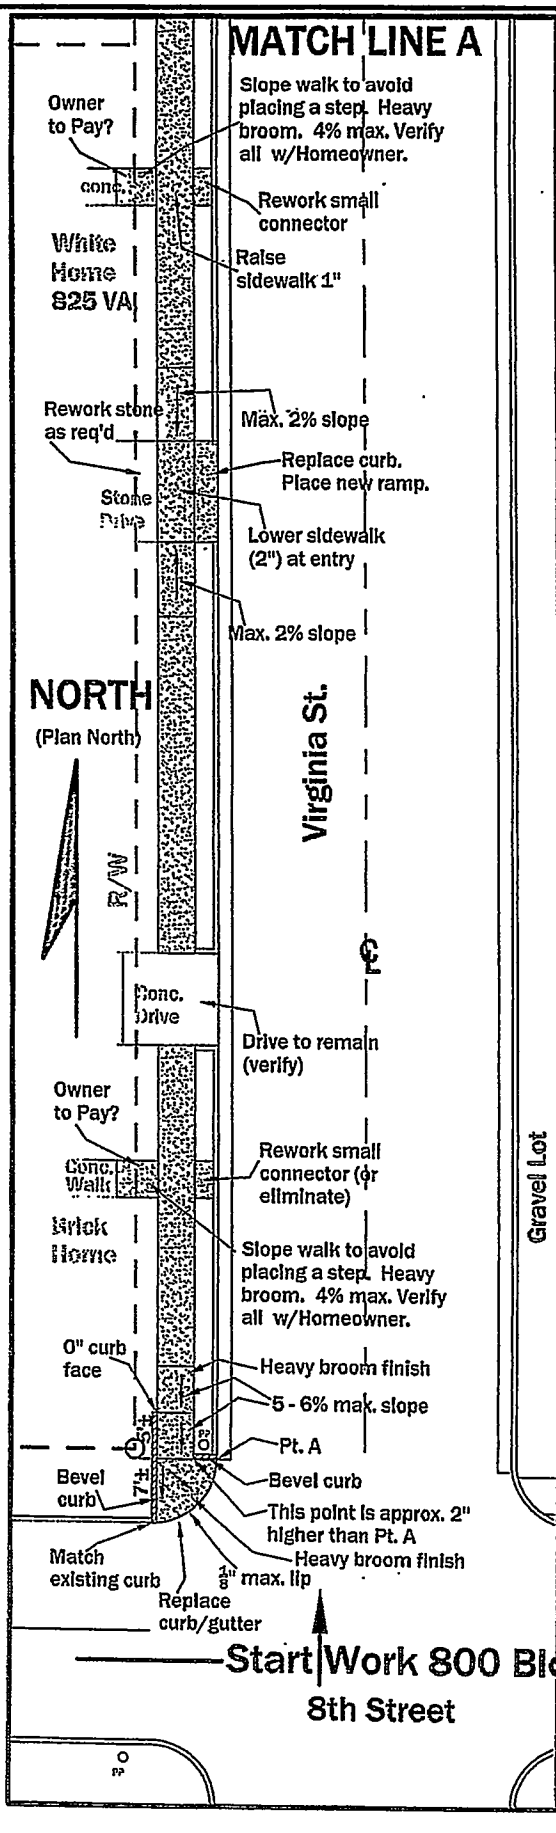 MATCH LINE A
Slope walk to avoid
placing a step. Heavy
broom. 4% max. Verify
all w/Homeowner.
Owner
to Pay?
conc.
Rework small
connector
White
Home
825 VA
Raise
sidewalk 1"
Rework stone
as req'd
Max. 2% slope
Replace curb.
Place new ramp.
Stone
Drive
Lower sidewalk
(2") at entry
Max. 2% slope
NORTH
(Plan North)
Virginia St.
R/W
CL
Conc.
Drive
Drive to remain
(verify)
Owner
to Pay?
Conc.
Walk
Rework small
connector (or
eliminate)
Gravel Lot
Brick
Home
Slope walk to avoid
placing a step. Heavy
broom. 4% max. Verify
all w/Homeowner.
0" curb
face
Heavy broom finish
5 - 6% max. slope
5'±
PP
Pt. A
7'±
Bevel
curb
Bevel curb
This point is approx. 2"
higher than Pt. A
Heavy broom finish
Match
existing curb
1/8" max. lip
Replace
curb/gutter
Start Work 800 Blo
8th Street
PP